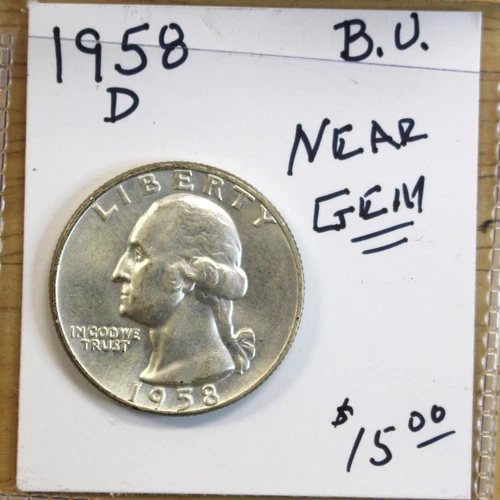 1958 B.U.
D
NEAR
GEM
LIBERTY
IN GOD WE
TRUST
1958
$15.00